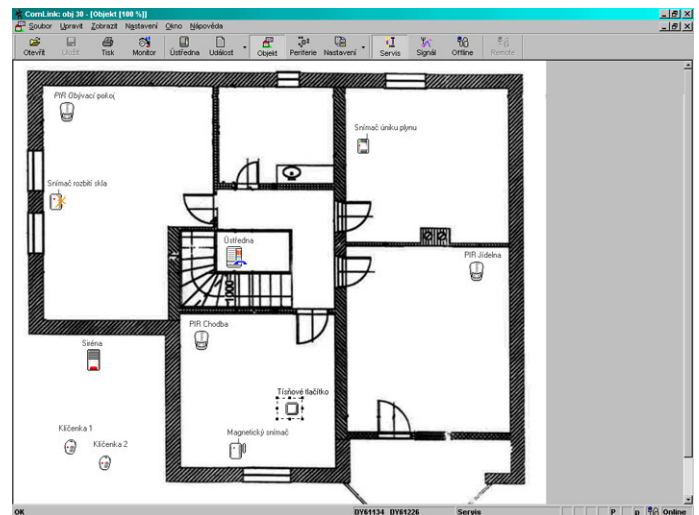 ComLink: obj 30 - [Objekt [100 %]]
Soubor Upravit Zobrazit Nastavení Okno Nápověda
Otevřít Uložit Tisk Monitor Ústředna Událost Objekt Periferie Nastavení Servis Signál Offline Remote
PIR Obývací pokoj
Snímač úniku plynu
Snímač rozbití skla
Ústředna
PIR Jídelna
1000
PIR Chodba
Siréna
Tísňové tlačítko
Klíčenka 1
Magnetický snímač
Klíčenka 2
OK DY61134 DY61226 Servis P p Online